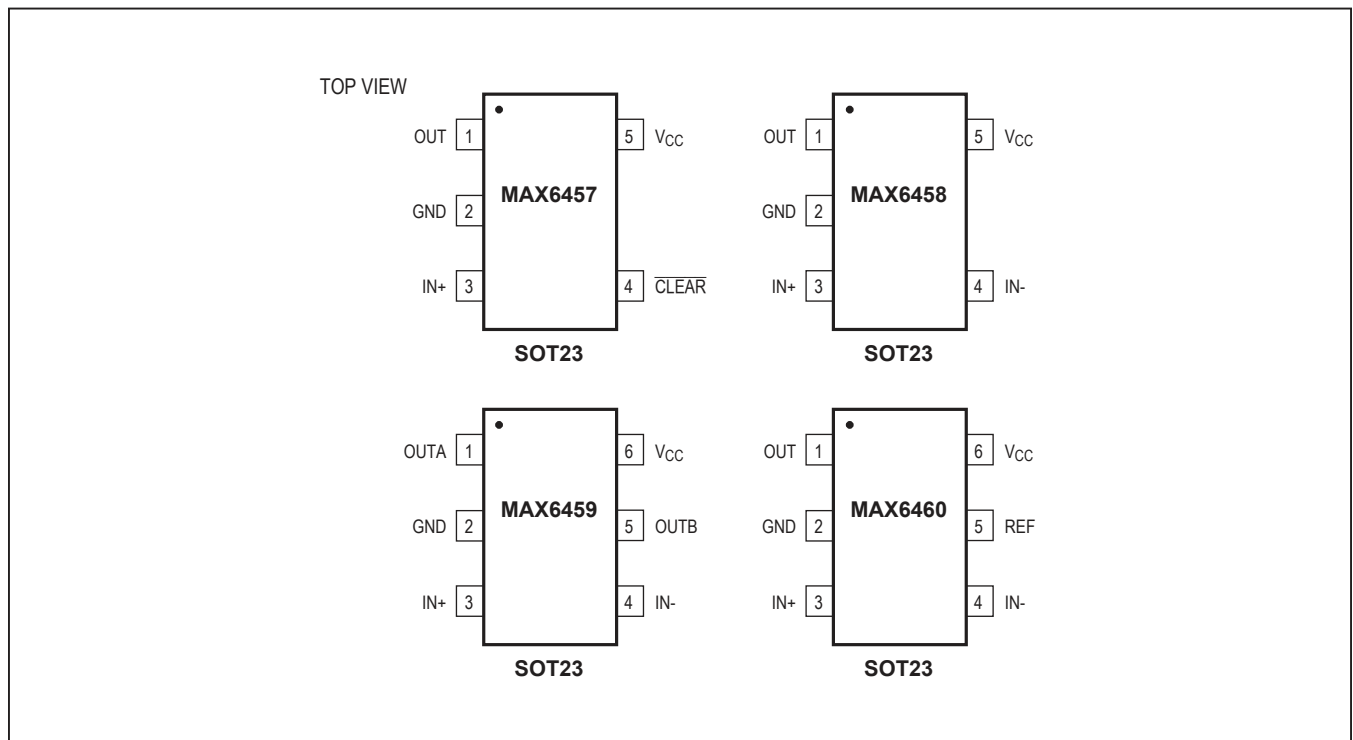 TOP VIEW
OUT 1
GND 2
IN+ 3
MAX6457
5 VCC
4 CLEAR
SOT23
OUT 1
GND 2
IN+ 3
MAX6458
5 VCC
4 IN-
SOT23
OUTA 1
GND 2
IN+ 3
MAX6459
6 VCC
5 OUTB
4 IN-
SOT23
OUT 1
GND 2
IN+ 3
MAX6460
6 VCC
5 REF
4 IN-
SOT23